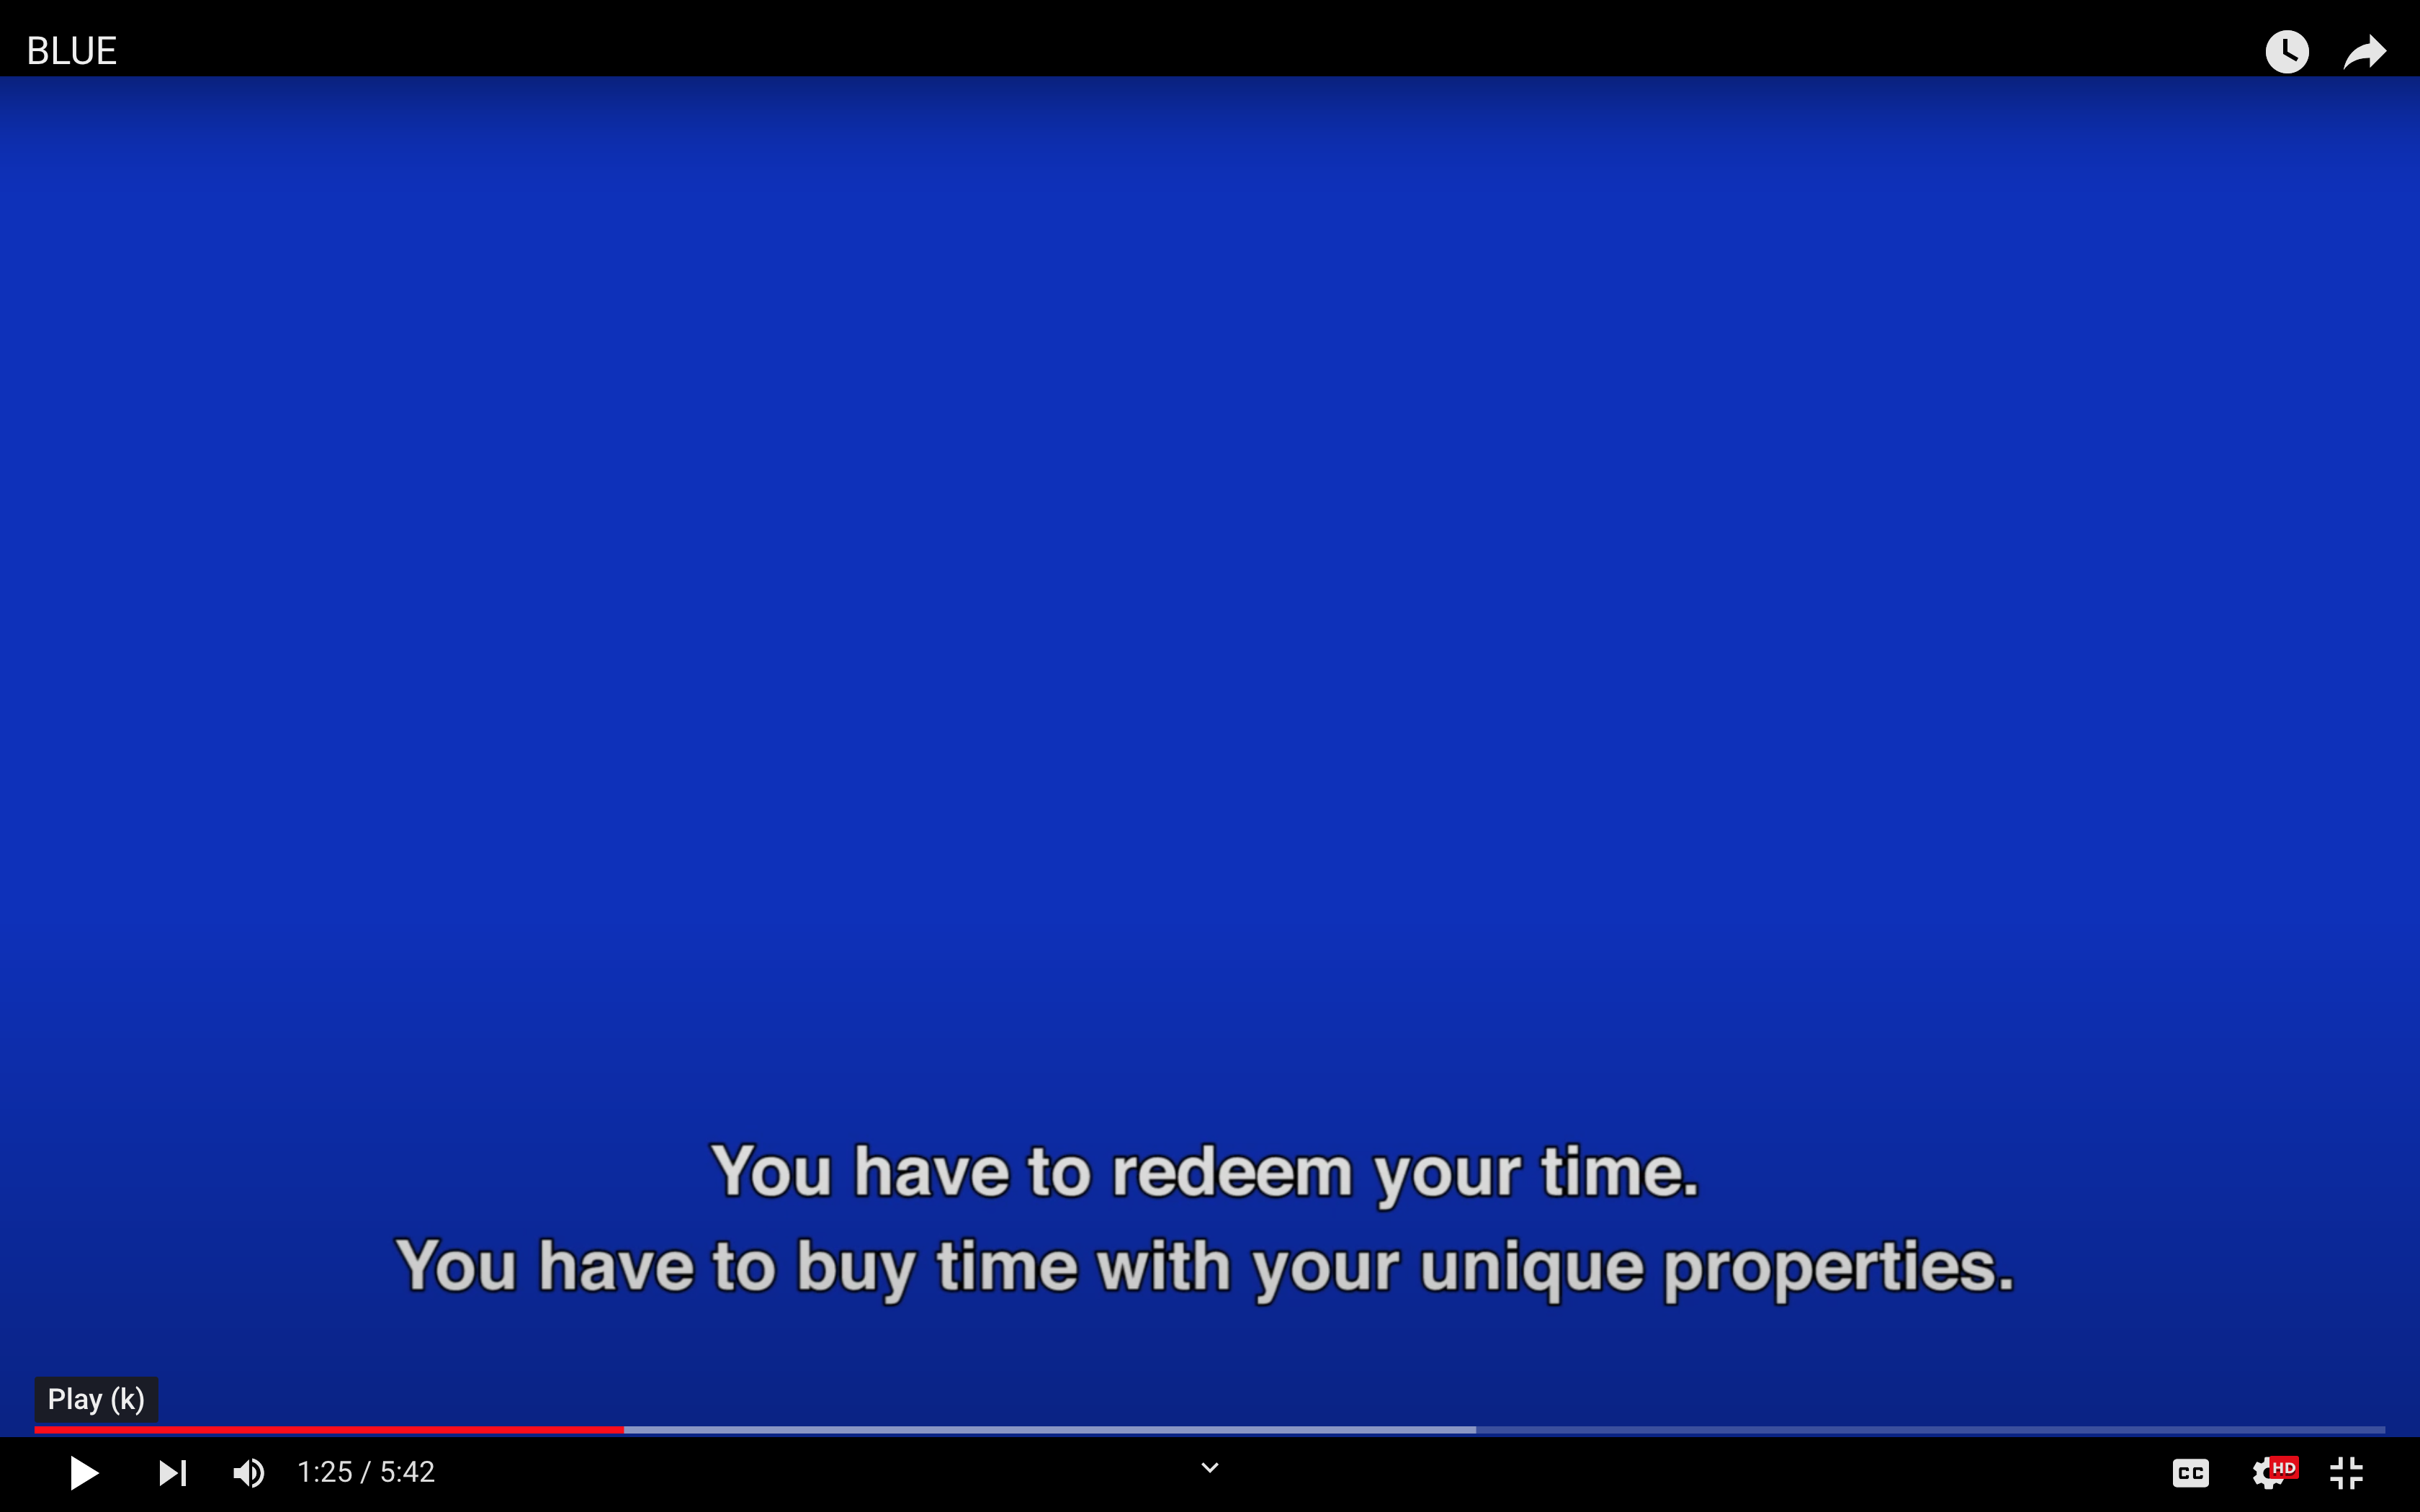 BLUE
You have to redeem your time.
You have to buy time with your unique properties.
Play (k)
1:25 / 5:42
CC
HD